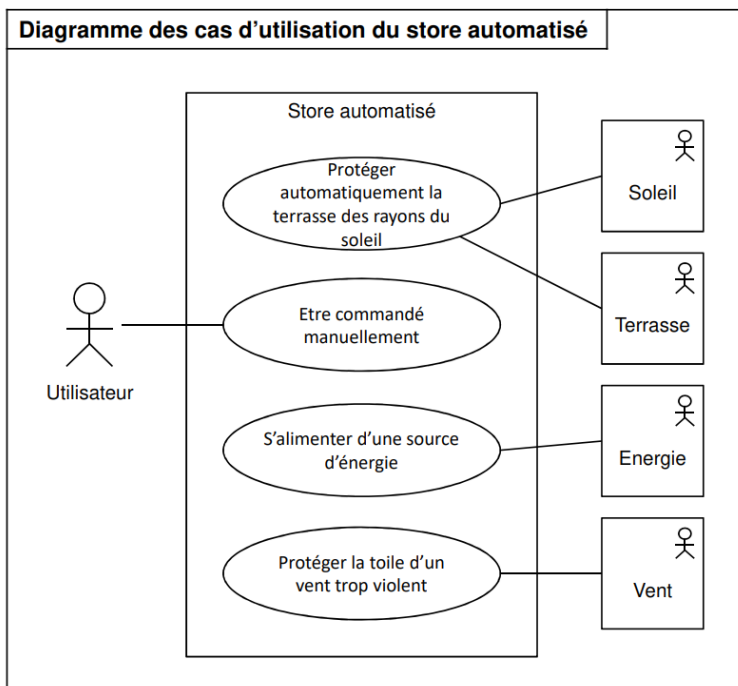 Diagramme des cas d'utilisation du store automatisé
Store automatisé
Protéger
automatiquement la
terrasse des rayons du
soleil
Soleil
Terrasse
Etre commandé
manuellement
Utilisateur
S'alimenter d'une source
d'énergie
Energie
Protéger la toile d'un
vent trop violent
Vent